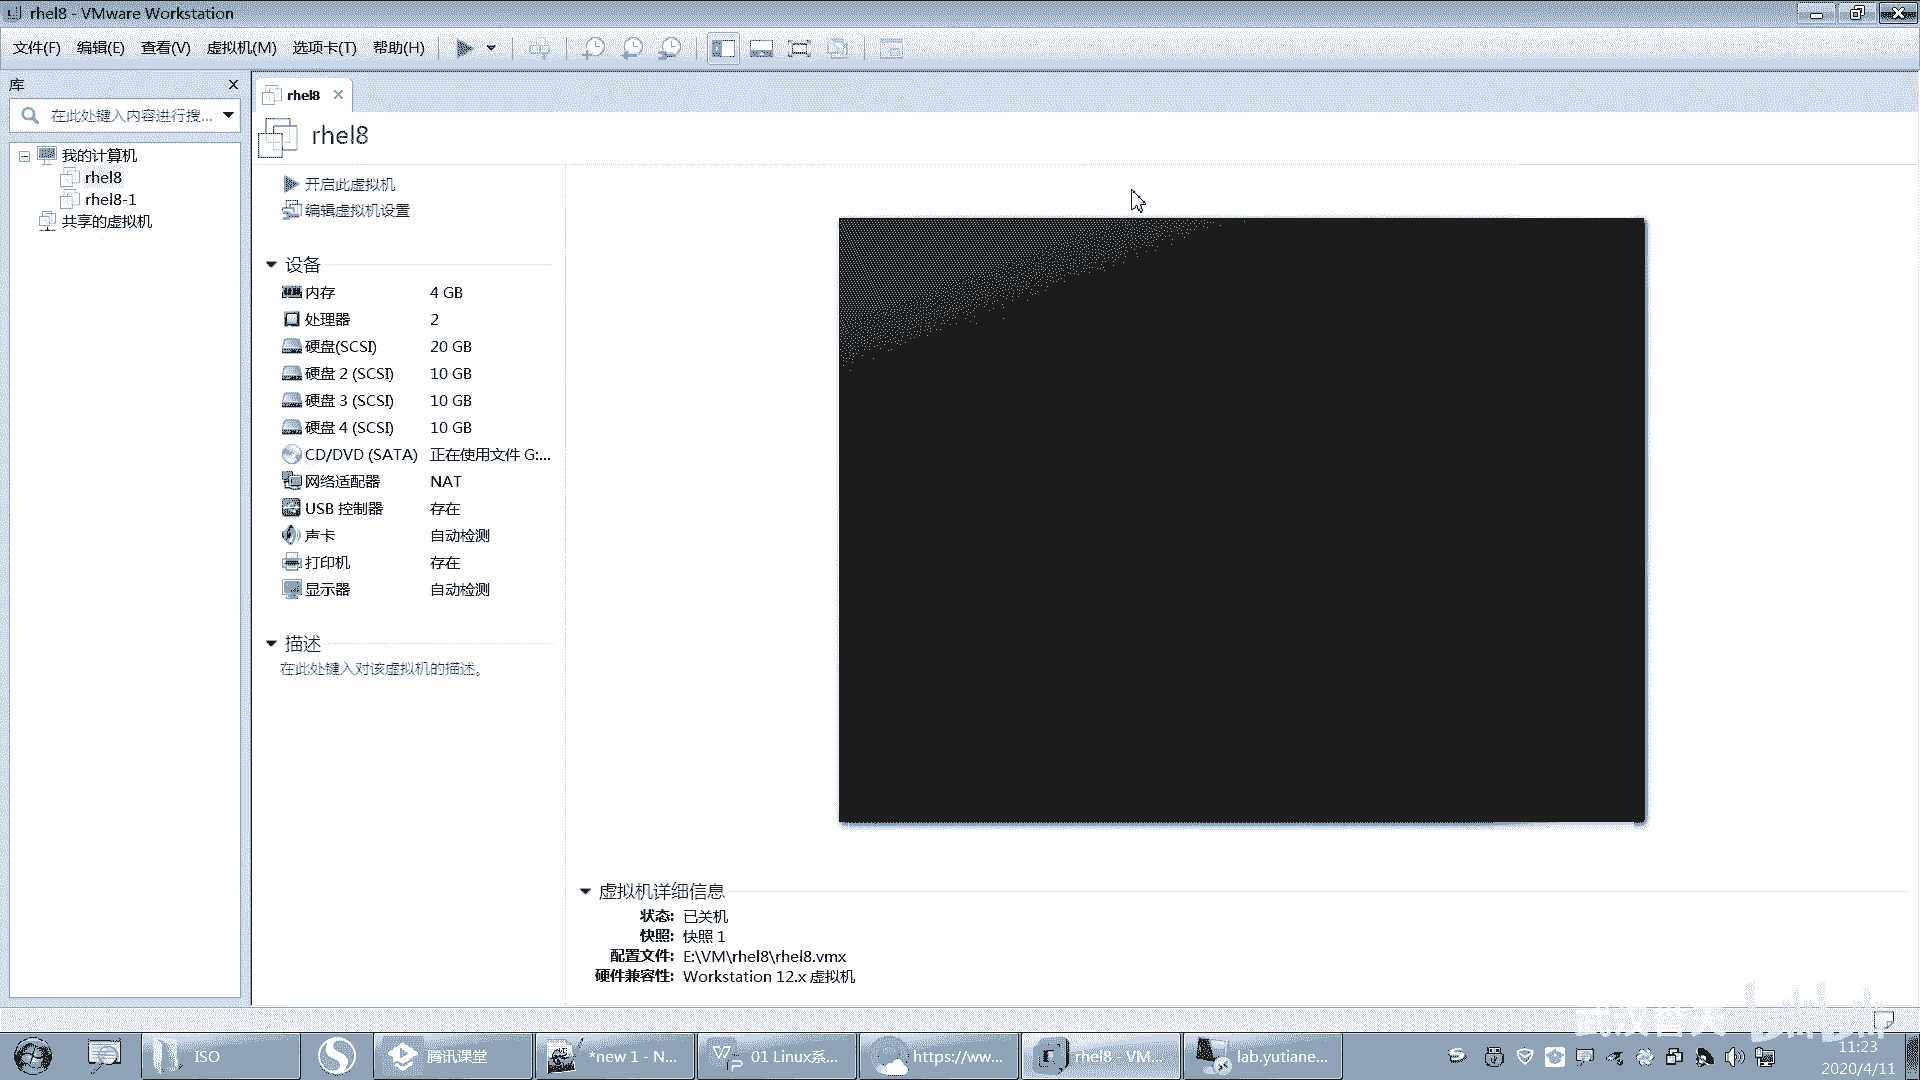 rhel8 - VMware Workstation
文件(F) 编辑(E) 查看(V) 虚拟机(M) 选项卡(T) 帮助(H)
库
在此处键入内容进行搜...
我的计算机
rhel8
rhel8-1
共享的虚拟机
rhel8
rhel8
开启此虚拟机
编辑虚拟机设置
设备
内存 4 GB
处理器 2
硬盘(SCSI) 20 GB
硬盘 2 (SCSI) 10 GB
硬盘 3 (SCSI) 10 GB
硬盘 4 (SCSI) 10 GB
CD/DVD (SATA) 正在使用文件 G:...
网络适配器 NAT
USB 控制器 存在
声卡 自动检测
打印机 存在
显示器 自动检测
描述
在此处键入对该虚拟机的描述。
虚拟机详细信息
状态: 已关机
快照: 快照 1
配置文件: E:\VM\rhel8\rhel8.vmx
硬件兼容性: Workstation 12.x 虚拟机
武汉誉天 bilibili
ISO 腾讯课堂 *new 1 - N... 01 Linux系... https://ww... rhel8 - VM... lab.yutiane...
11:23
2020/4/11